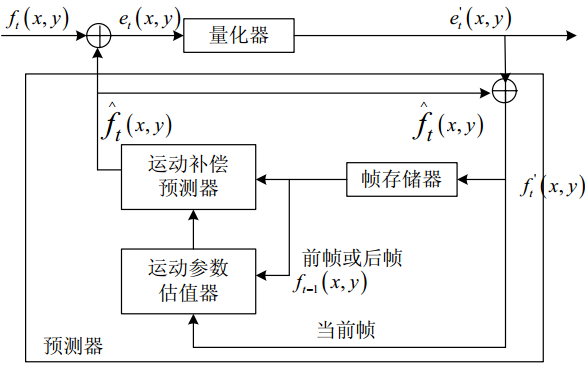 f_t(x,y) e_t(x,y) 量化器 e_t'(x,y)
f̂_t(x,y) f̂_t(x,y)
运动补偿
预测器
帧存储器
f_t'(x,y)
运动参数
估值器
前帧或后帧
f_{t-1}(x,y)
当前帧
预测器